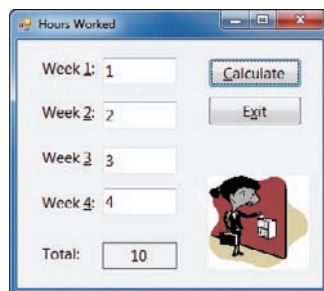 Hours Worked
Week 1: 1
Calculate
Week 2: 2
Exit
Week 3 3
Week 4: 4
Total: 10